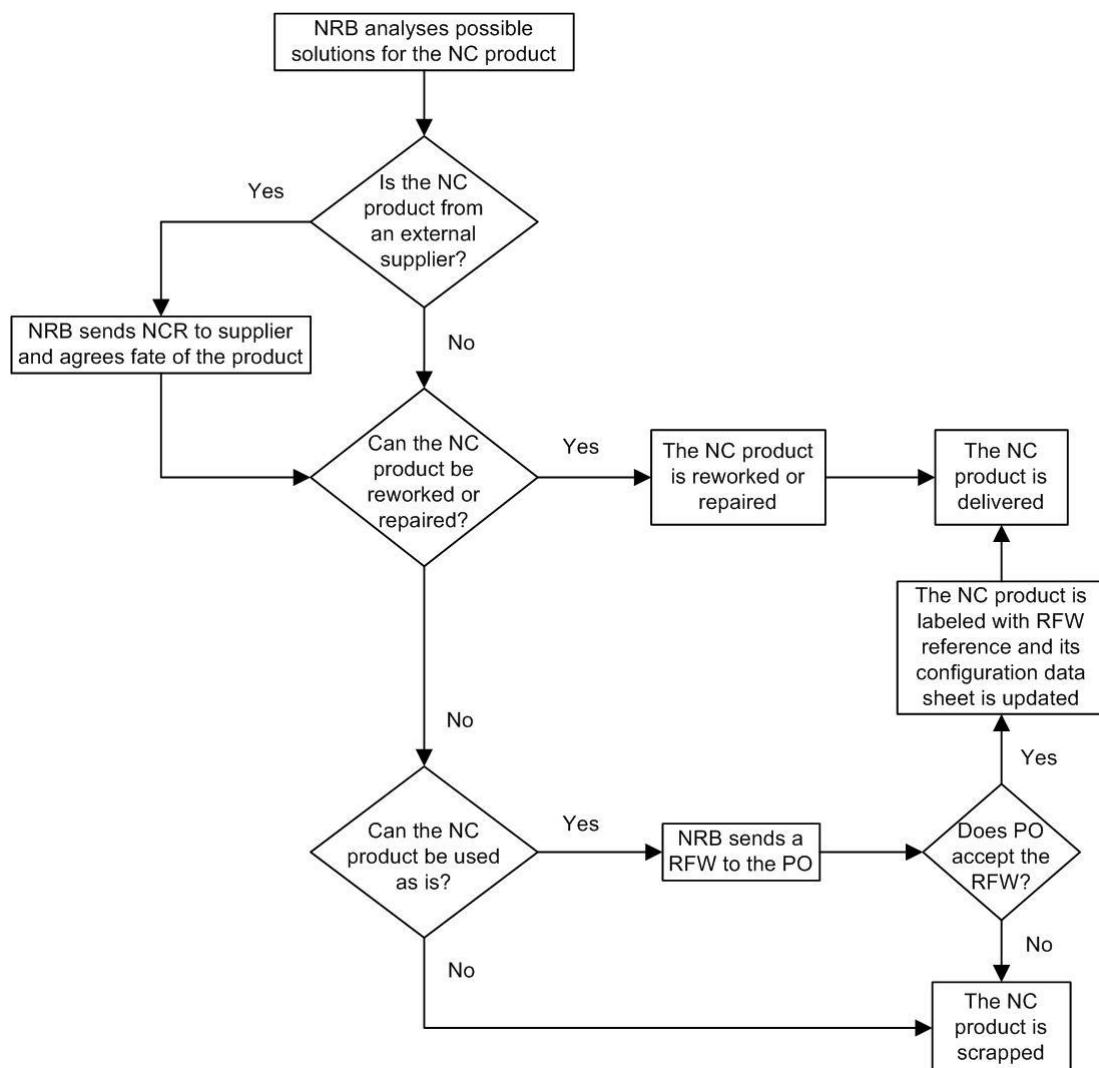 NRB analyses possible
solutions for the NC product
Yes
Is the NC
product from
an external
supplier?
NRB sends NCR to supplier
and agrees fate of the product
No
Can the NC
product be
reworked or
repaired?
Yes
The NC product
is reworked or
repaired
The NC
product is
delivered
The NC product is
labeled with RFW
reference and its
configuration data
sheet is updated
No
Yes
Can the NC
product be used
as is?
Yes
NRB sends a
RFW to the PO
Does PO
accept the
RFW?
No
No
The NC
product is
scrapped